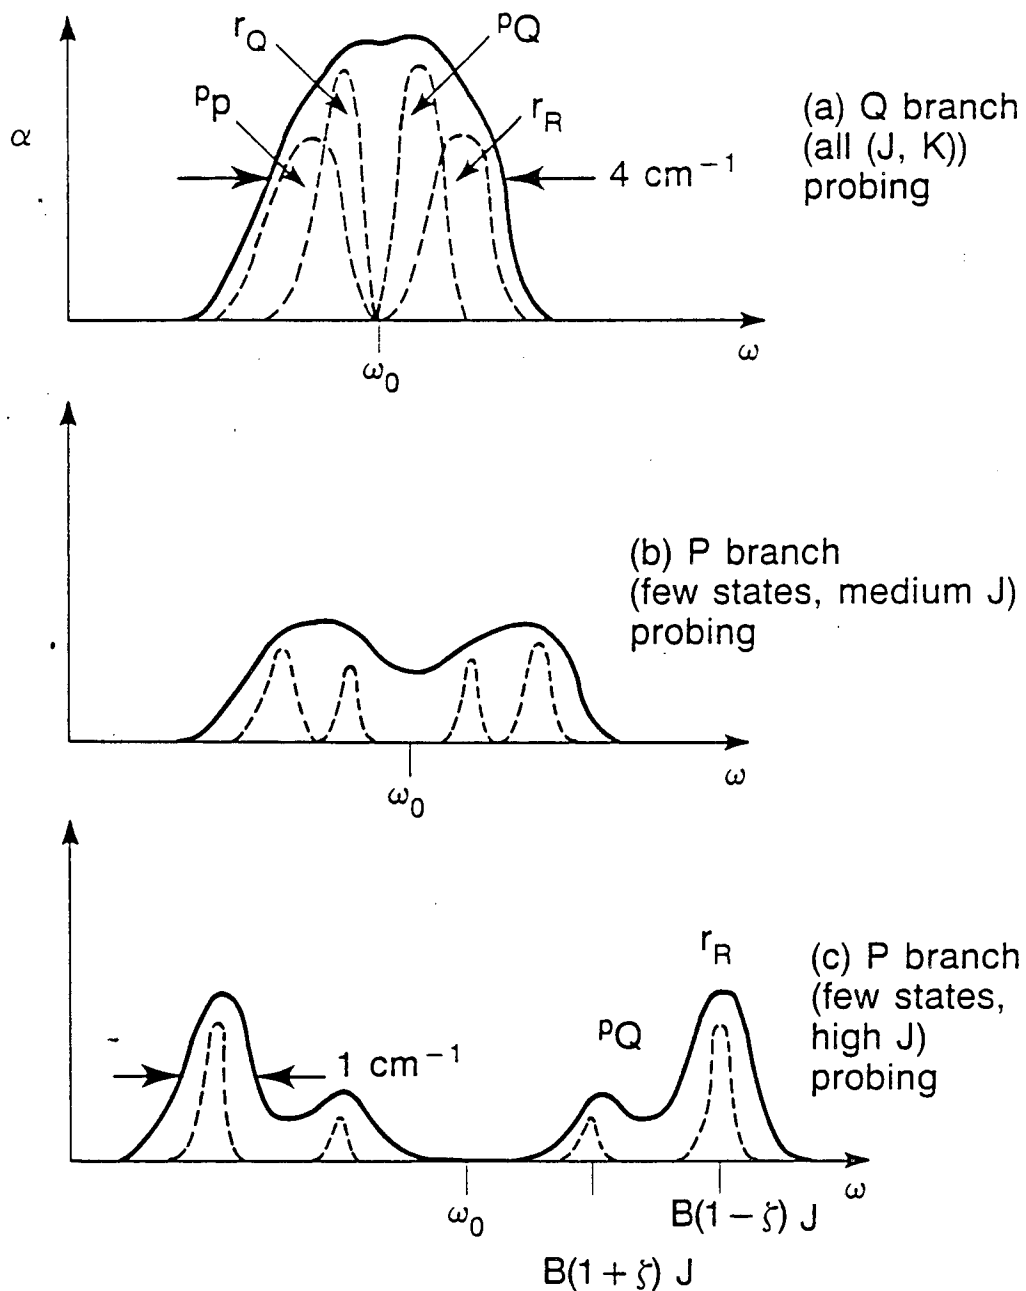 α
ʳQ
ᵖQ
ᵖP
ʳR
4 cm⁻¹
(a) Q branch
(all (J, K))
probing
ω
ω₀
(b) P branch
(few states, medium J)
probing
ω
ω₀
ʳR
ᵖQ
1 cm⁻¹
(c) P branch
(few states,
high J)
probing
ω
ω₀
B(1 − ζ) J
B(1 + ζ) J